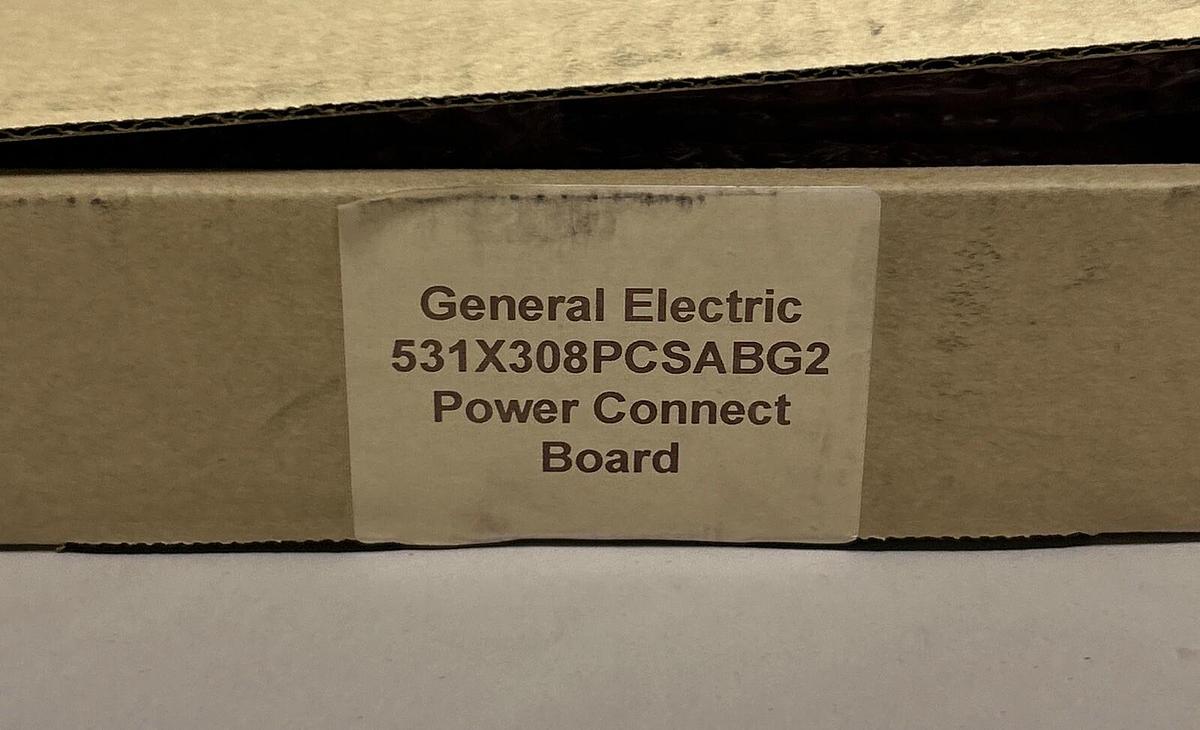 General Electric
531X308PCSABG2
Power Connect
Board